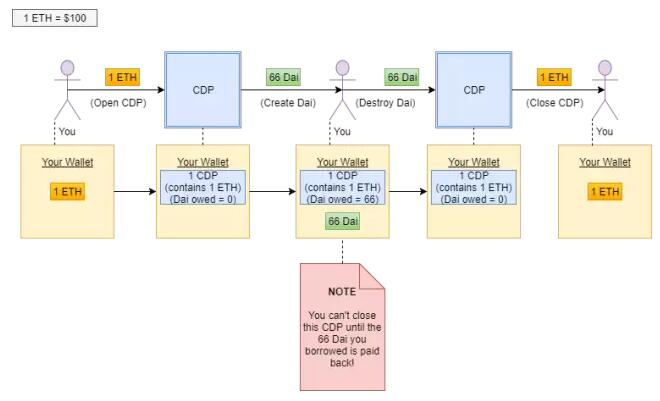 1 ETH = $100
1 ETH
(Open CDP)
CDP
66 Dai
(Create Dai)
66 Dai
(Destroy Dai)
CDP
1 ETH
(Close CDP)
You
You
You
Your Wallet
1 ETH
Your Wallet
1 CDP
(contains 1 ETH)
(Dai owed = 0)
Your Wallet
1 CDP
(contains 1 ETH)
(Dai owed = 66)
66 Dai
Your Wallet
1 CDP
(contains 1 ETH)
(Dai owed = 0)
Your Wallet
1 ETH
NOTE
You can't close
this CDP until the
66 Dai you
borrowed is paid
back!